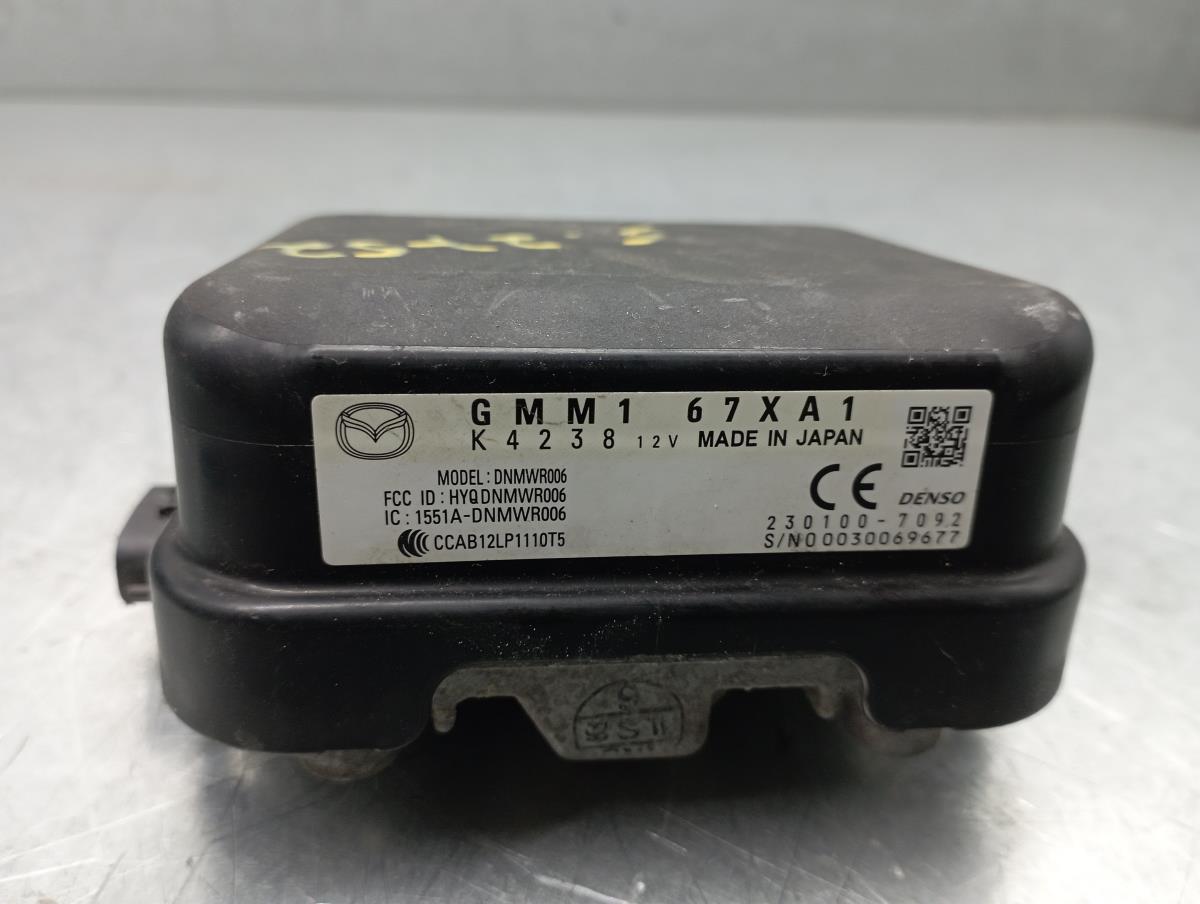 GMM1 67XA1
K4238 12V MADE IN JAPAN
MODEL : DNMWR006
FCC ID : HYQDNMWR006
IC : 1551A-DNMWR006
CCAB12LP1110T5
CE
DENSO
230100-7092
S/N00030069677